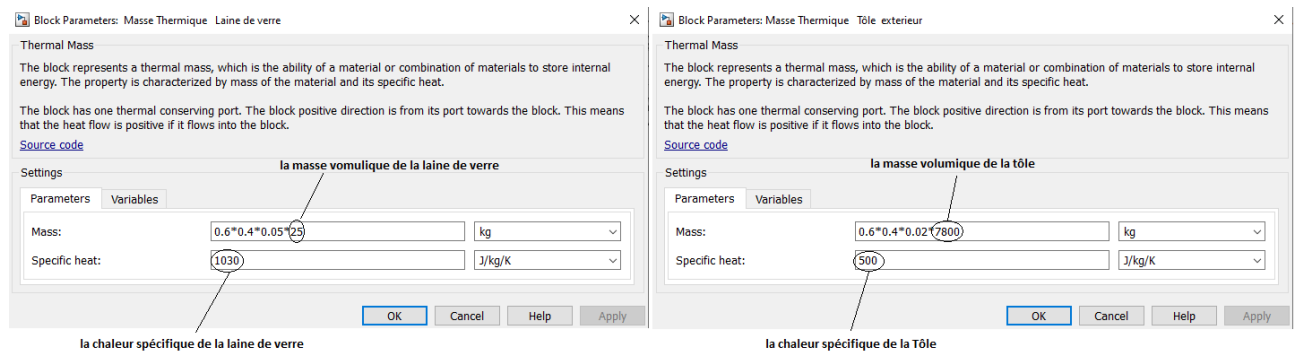 Block Parameters: Masse Thermique Laine de verre
Thermal Mass
The block represents a thermal mass, which is the ability of a material or combination of materials to store internal
energy. The property is characterized by mass of the material and its specific heat.
The block has one thermal conserving port. The block positive direction is from its port towards the block. This means
that the heat flow is positive if it flows into the block.
Source code
la masse vomulique de la laine de verre
Settings
Parameters Variables
Mass: 0.6*0.4*0.05*25 kg
Specific heat: 1030 J/kg/K
OK Cancel Help Apply
la chaleur spécifique de la laine de verre
Block Parameters: Masse Thermique Tôle exterieur
Thermal Mass
The block represents a thermal mass, which is the ability of a material or combination of materials to store internal
energy. The property is characterized by mass of the material and its specific heat.
The block has one thermal conserving port. The block positive direction is from its port towards the block. This means
that the heat flow is positive if it flows into the block.
Source code
la masse volumique de la tôle
Settings
Parameters Variables
Mass: 0.6*0.4*0.02*7800 kg
Specific heat: 500 J/kg/K
OK Cancel Help Apply
la chaleur spécifique de la Tôle